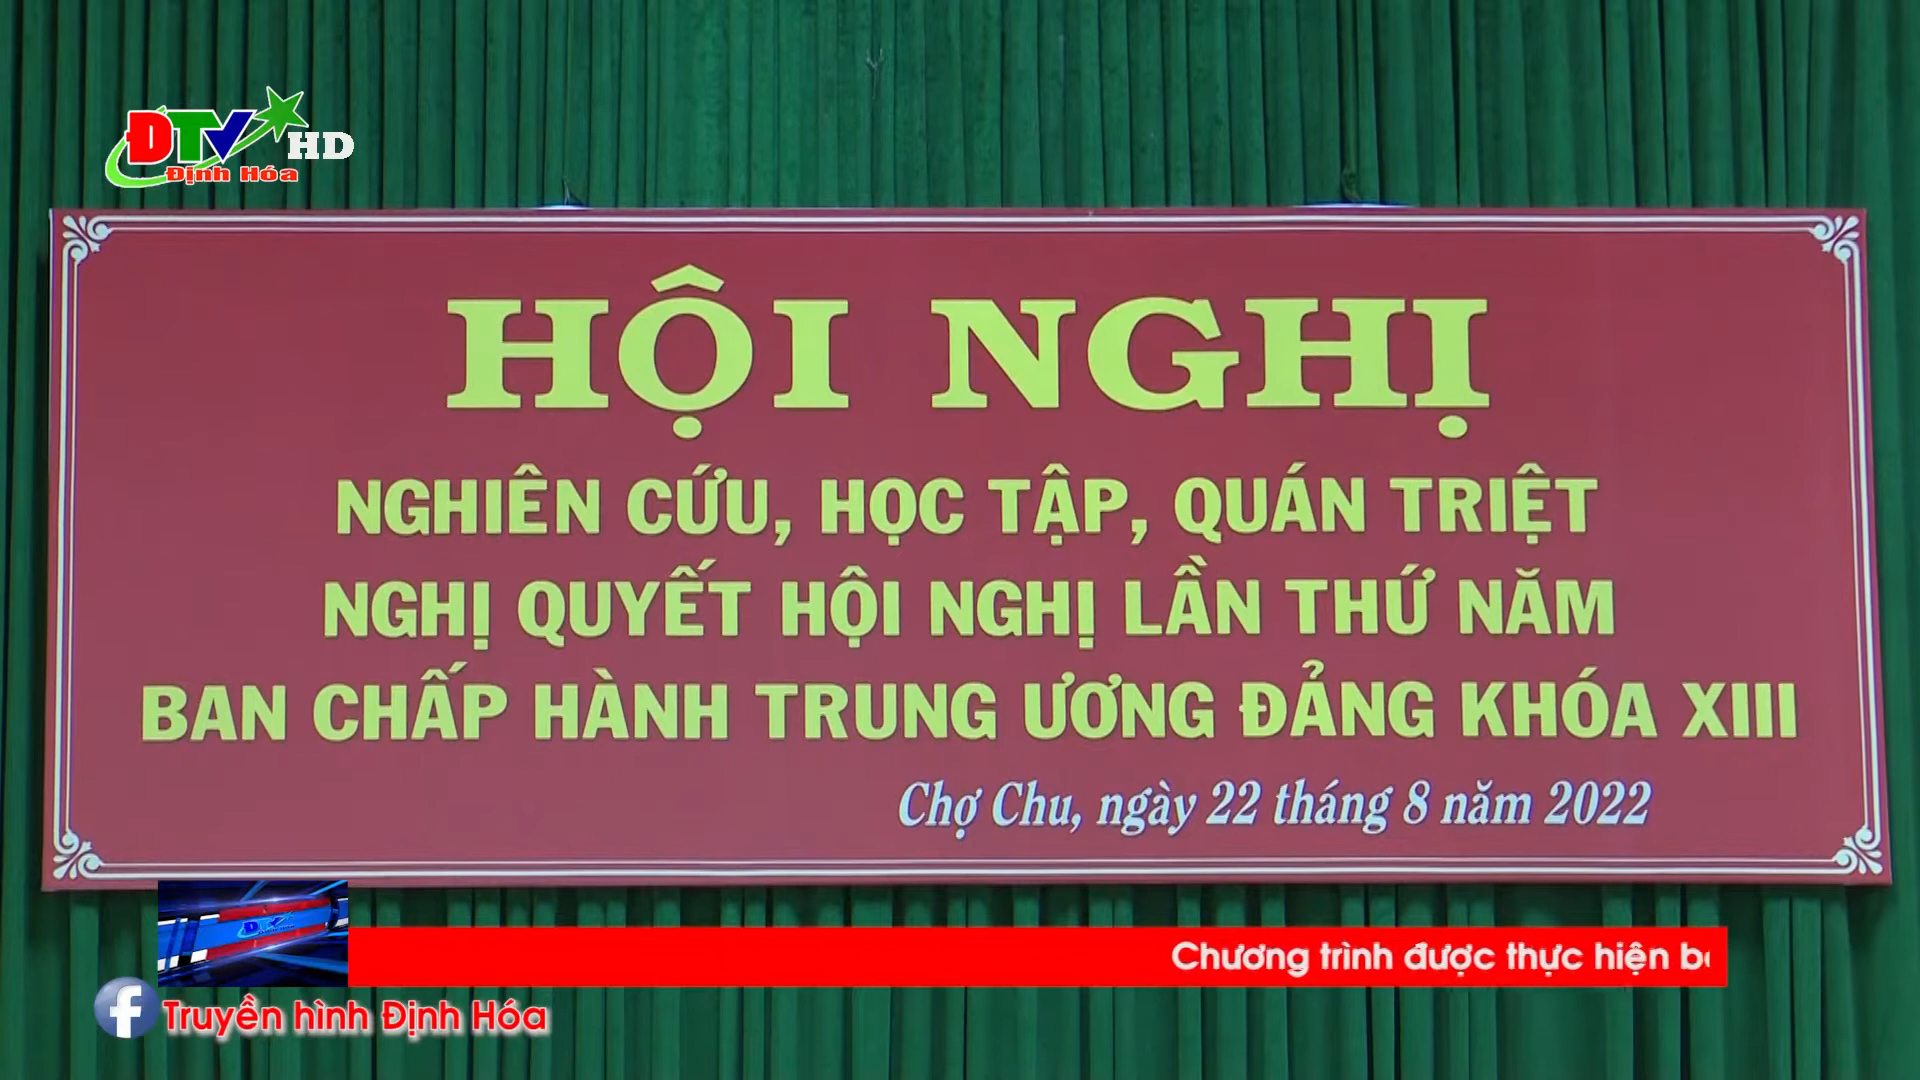 ĐTV HD
Định Hóa
HỘI NGHỊ
NGHIÊN CỨU, HỌC TẬP, QUÁN TRIỆT
NGHỊ QUYẾT HỘI NGHỊ LẦN THỨ NĂM
BAN CHẤP HÀNH TRUNG ƯƠNG ĐẢNG KHÓA XIII
Chợ Chu, ngày 22 tháng 8 năm 2022
Chương trình được thực hiện
Truyền hình Định Hóa